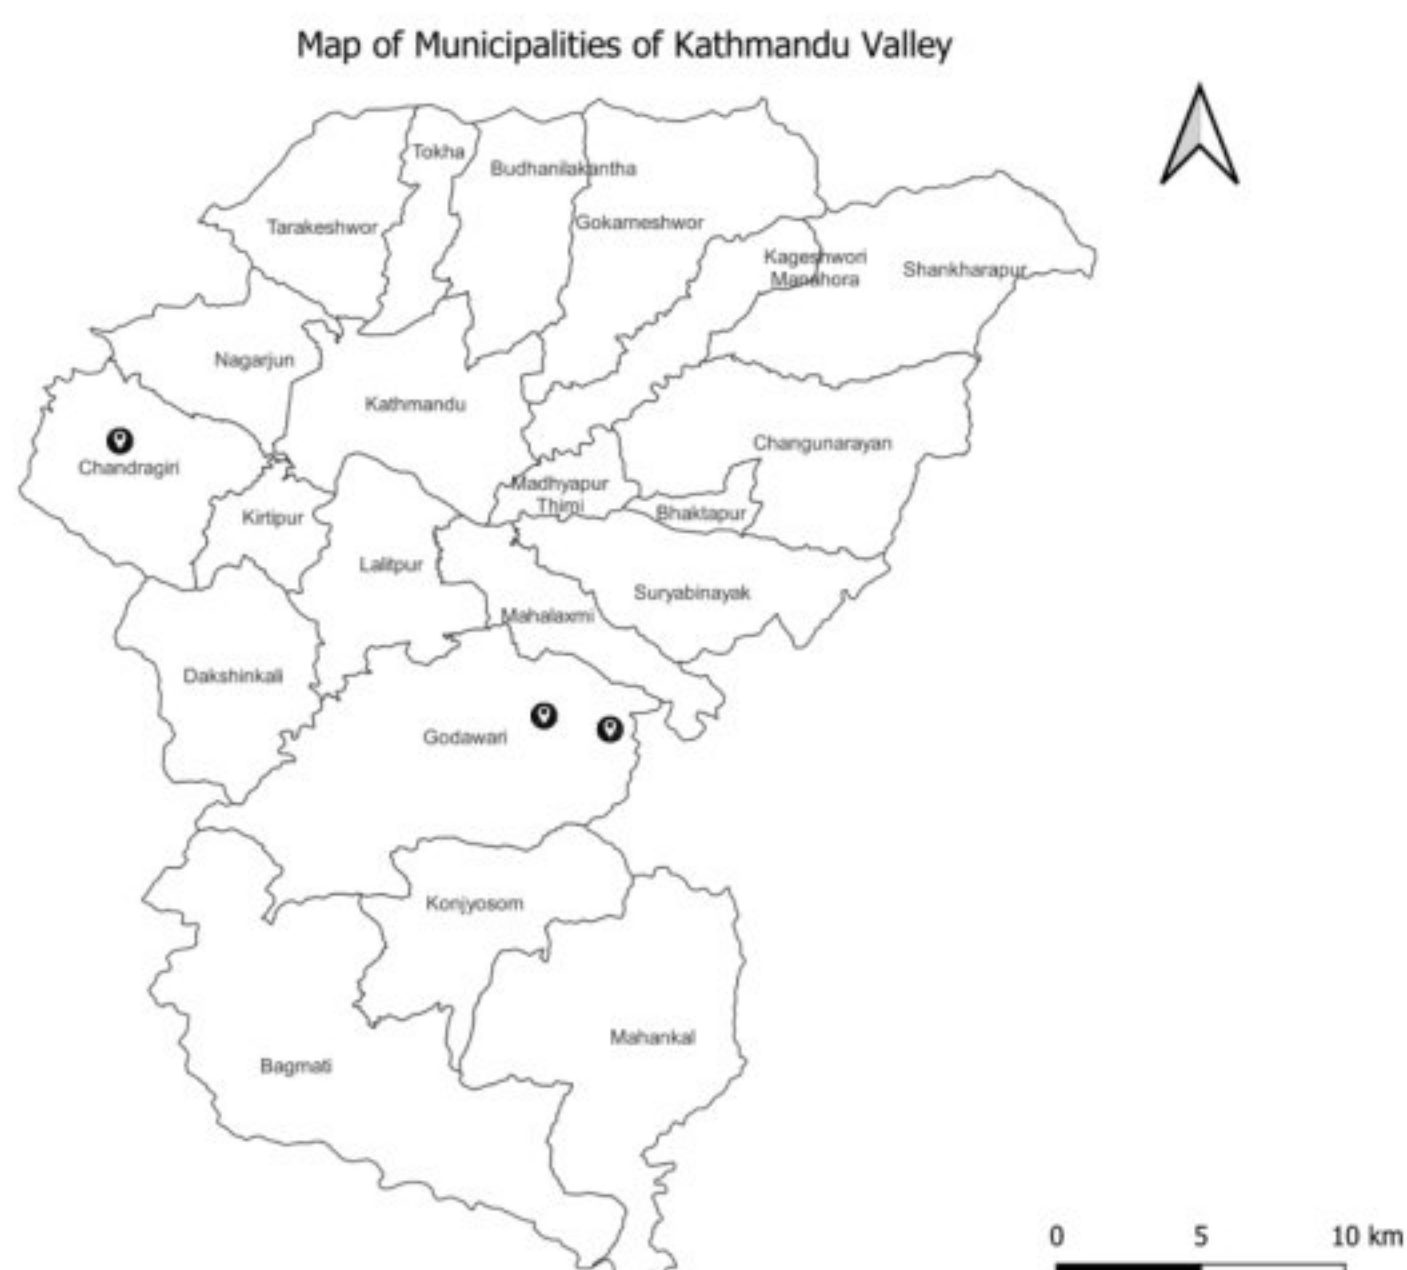 Map of Municipalities of Kathmandu Valley
Tokha
Budhanilakantha
Tarakeshwor
Gokarneshwor
Kageshwori
Manahora
Shankharapur
Nagarjun
Kathmandu
Changunarayan
Chandragiri
Madhyapur
Thimi
Bhaktapur
Kirtipur
Lalitpur
Suryabinayak
Mahalaxmi
Dakshinkali
Godawari
Konjyosom
Mahankal
Bagmati
0 5 10 km